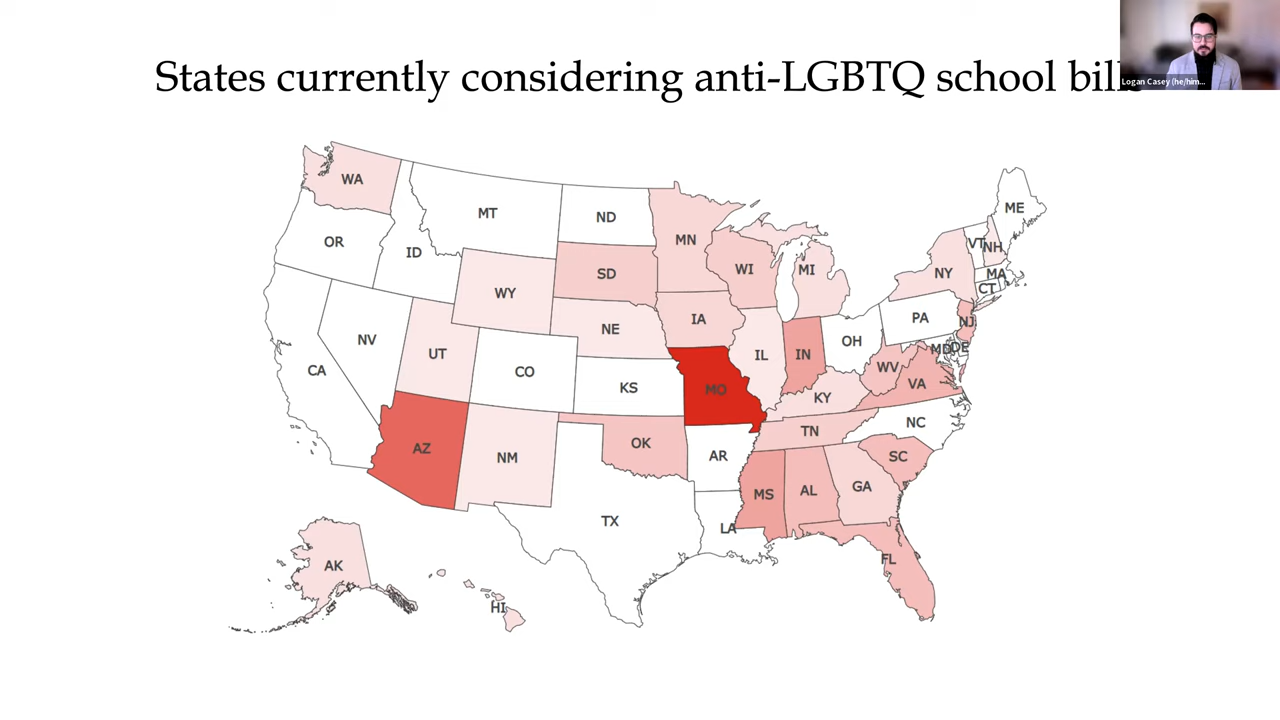 Logan Casey (he/him...
States currently considering anti-LGBTQ school bills
WA
MT
ND
ME
OR
ID
MN
VT
NH
SD
WI
MI
NY
MA
WY
CT
IA
PA
NJ
NE
NV
UT
IL
IN
OH
MD
DE
CA
CO
KS
MO
WV
VA
KY
AZ
NM
OK
AR
TN
NC
SC
MS
AL
GA
TX
LA
FL
AK
HI